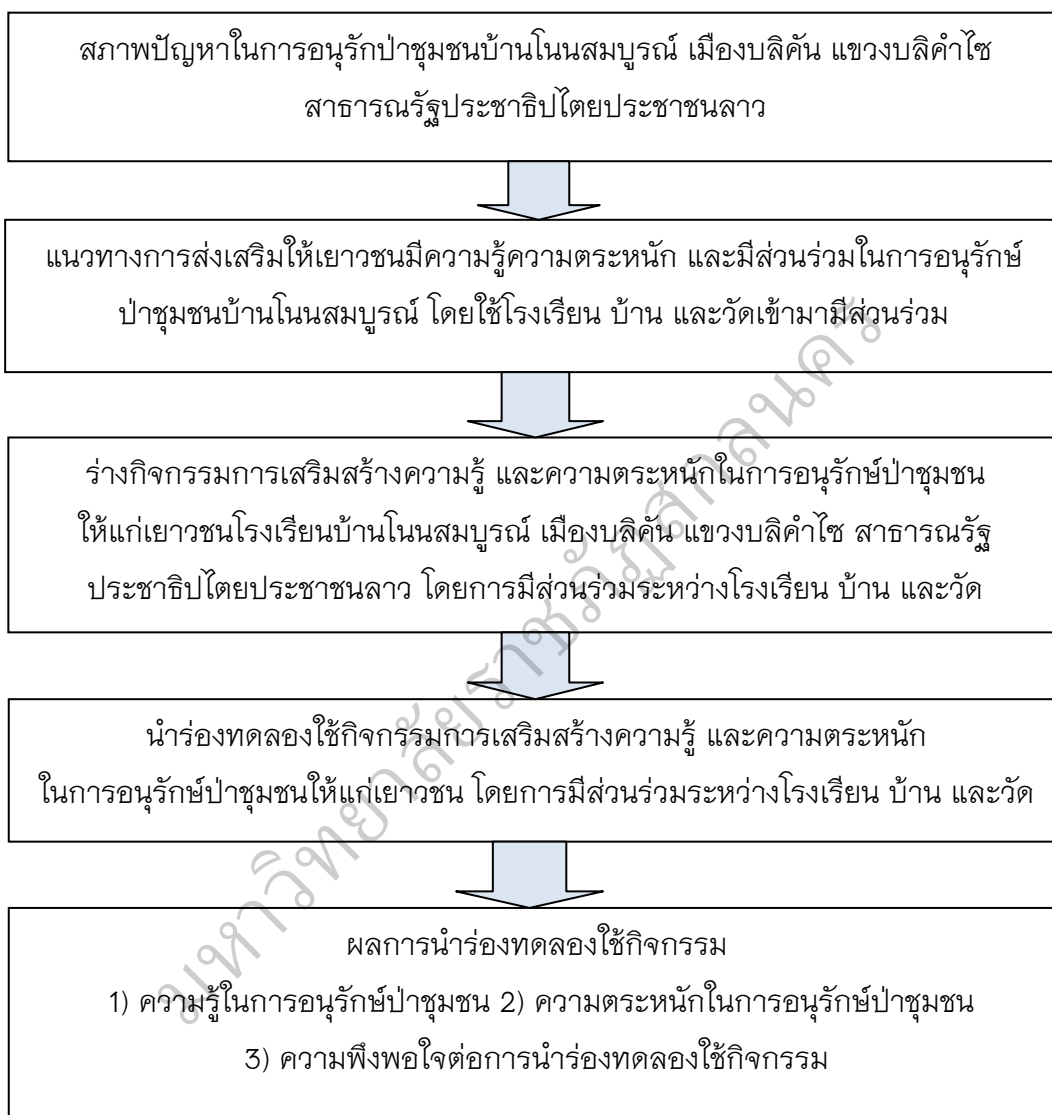 สภาพปัญหาในการอนุรักป่าชุมชนบ้านโนนสมบูรณ์ เมืองบลิคัน แขวงบลิคำไซ
สาธารณรัฐประชาธิปไตยประชาชนลาว
แนวทางการส่งเสริมให้เยาวชนมีความรู้ความตระหนัก และมีส่วนร่วมในการอนุรักษ์
ป่าชุมชนบ้านโนนสมบูรณ์ โดยใช้โรงเรียน บ้าน และวัดเข้ามามีส่วนร่วม
ร่างกิจกรรมการเสริมสร้างความรู้ และความตระหนักในการอนุรักษ์ป่าชุมชน
ให้แก่เยาวชนโรงเรียนบ้านโนนสมบูรณ์ เมืองบลิคัน แขวงบลิคำไซ สาธารณรัฐ
ประชาธิปไตยประชาชนลาว โดยการมีส่วนร่วมระหว่างโรงเรียน บ้าน และวัด
นำร่องทดลองใช้กิจกรรมการเสริมสร้างความรู้ และความตระหนัก
ในการอนุรักษ์ป่าชุมชนให้แก่เยาวชน โดยการมีส่วนร่วมระหว่างโรงเรียน บ้าน และวัด
ผลการนำร่องทดลองใช้กิจกรรม
1) ความรู้ในการอนุรักษ์ป่าชุมชน 2) ความตระหนักในการอนุรักษ์ป่าชุมชน
3) ความพึงพอใจต่อการนำร่องทดลองใช้กิจกรรม
มหาวิทยาลัยราชภัฏสกลนคร